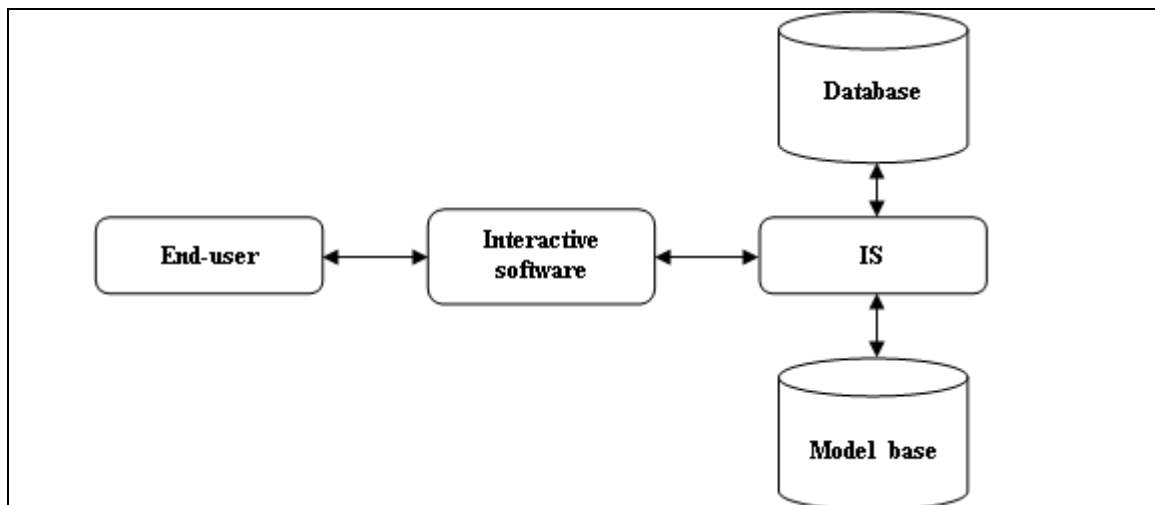 Database
End-user
Interactive
software
IS
Model base